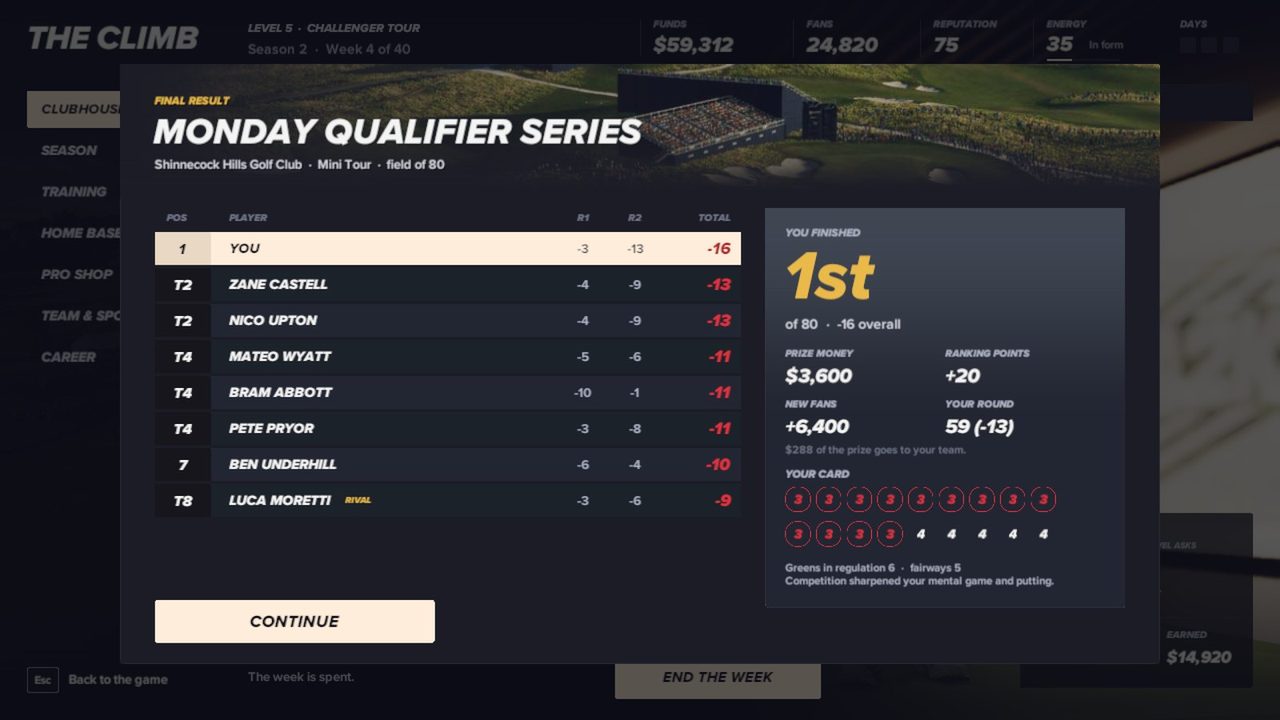 THE CLIMB
LEVEL 5 · CHALLENGER TOUR
Season 2 · Week 4 of 40
FUNDS
$59,312
FANS
24,820
REPUTATION
75
ENERGY
35 In form
DAYS
CLUBHOUS
SEASON
TRAINING
HOME BASE
PRO SHOP
TEAM & SPO
CAREER
FINAL RESULT
MONDAY QUALIFIER SERIES
Shinnecock Hills Golf Club · Mini Tour · field of 80
POS PLAYER R1 R2 TOTAL
1 YOU -3 -13 -16
T2 ZANE CASTELL -4 -9 -13
T2 NICO UPTON -4 -9 -13
T4 MATEO WYATT -5 -6 -11
T4 BRAM ABBOTT -10 -1 -11
T4 PETE PRYOR -3 -8 -11
7 BEN UNDERHILL -6 -4 -10
T8 LUCA MORETTI RIVAL -3 -6 -9
YOU FINISHED
1st
of 80 · -16 overall
PRIZE MONEY
$3,600
RANKING POINTS
+20
NEW FANS
+6,400
YOUR ROUND
59 (-13)
$288 of the prize goes to your team.
YOUR CARD
3 3 3 3 3 3 3 3 3
3 3 3 3 4 4 4 4 4
Greens in regulation 6 · fairways 5
Competition sharpened your mental game and putting.
CONTINUE
ASKS
EARNED
$14,920
Esc Back to the game
The week is spent.
END THE WEEK